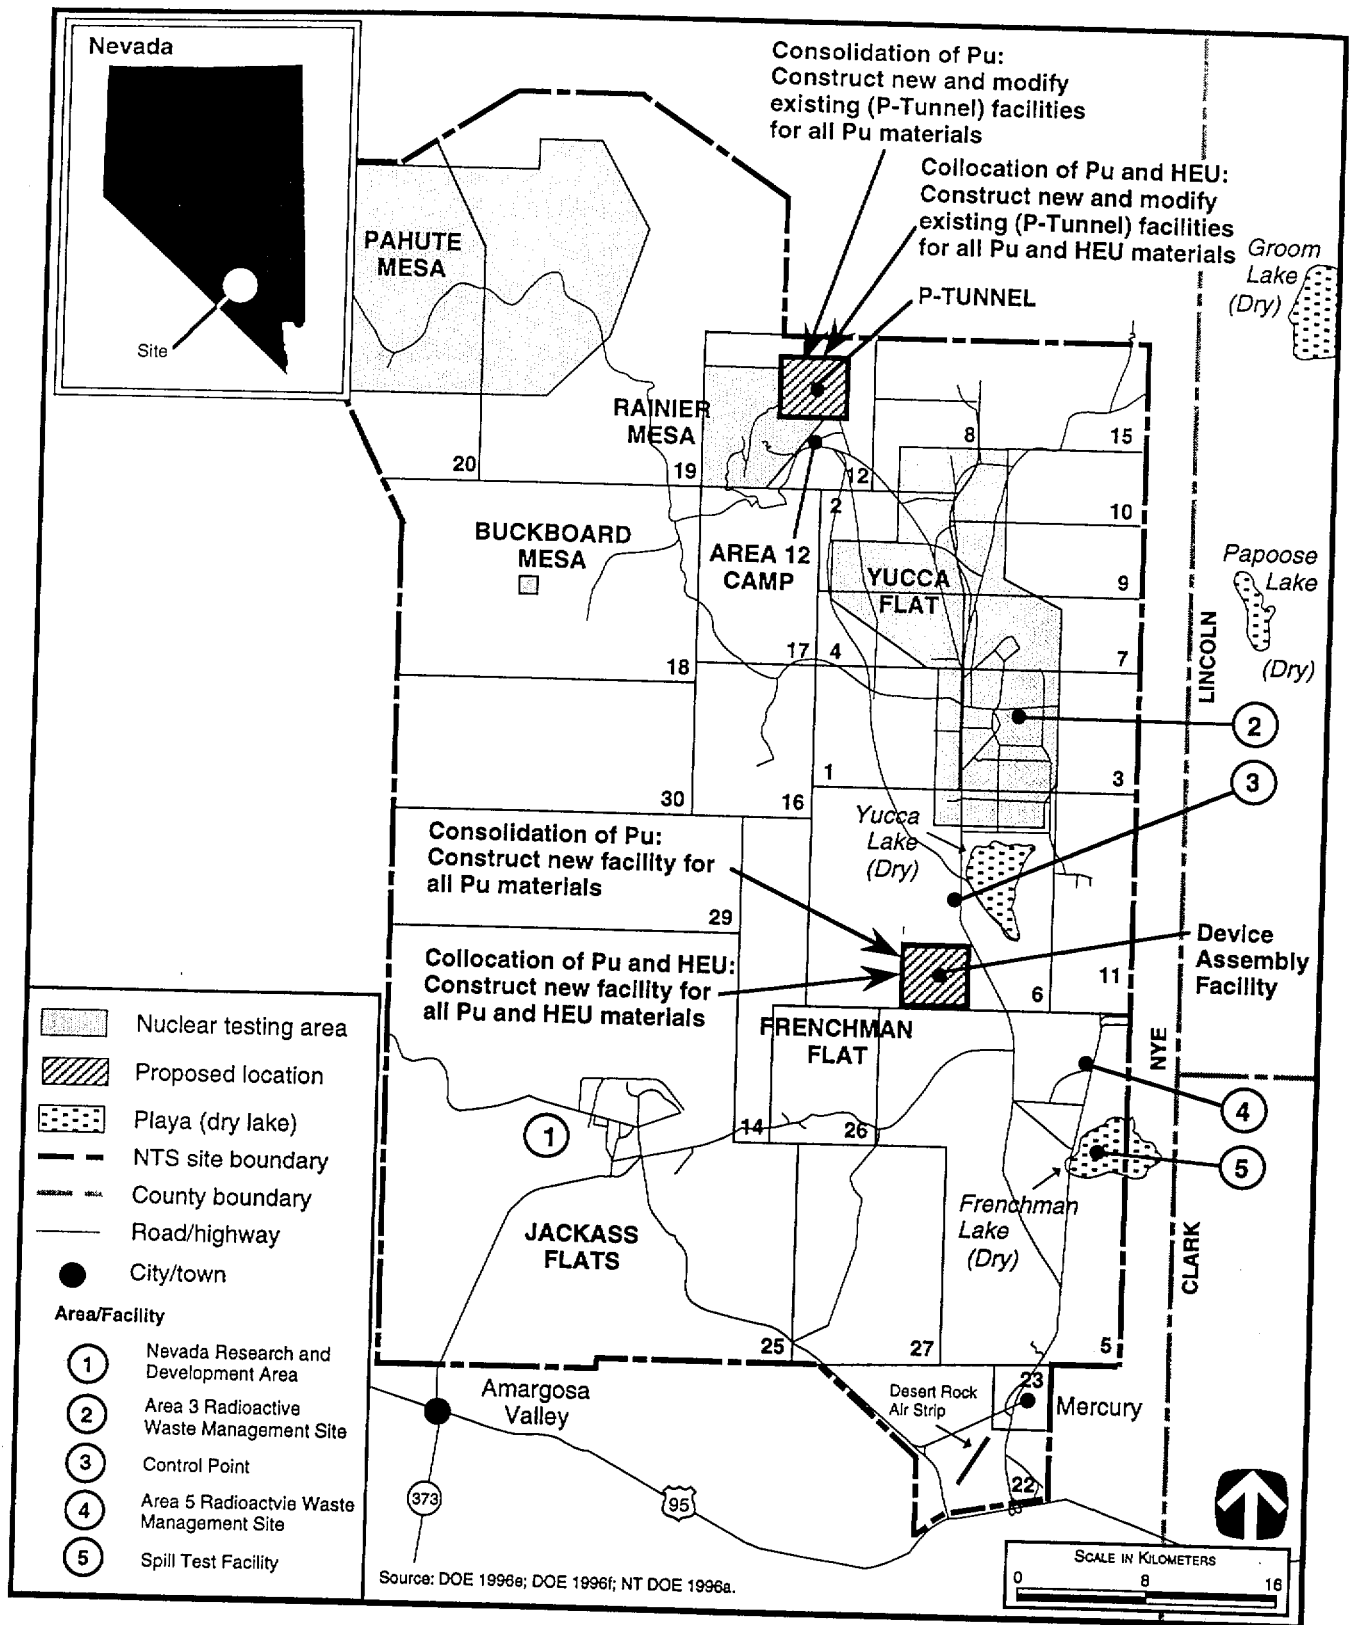 Nevada
Site
Consolidation of Pu:
Construct new and modify
existing (P-Tunnel) facilities
for all Pu materials
Collocation of Pu and HEU:
Construct new and modify
existing (P-Tunnel) facilities
for all Pu and HEU materials
Groom
Lake
(Dry)
P-TUNNEL
PAHUTE
MESA
RAINIER
MESA
8
15
20
19
12
2
10
BUCKBOARD
MESA
AREA 12
CAMP
YUCCA
FLAT
9
Papoose
Lake
(Dry)
LINCOLN
18
17
4
7
2
1
3
3
30
16
Yucca
Lake
(Dry)
Consolidation of Pu:
Construct new facility for
all Pu materials
29
Collocation of Pu and HEU:
Construct new facility for
all Pu and HEU materials
Device
Assembly
Facility
6
11
FRENCHMAN
FLAT
NYE
CLARK
4
5
1
14
26
Frenchman
Lake
(Dry)
JACKASS
FLATS
25
27
5
23
Mercury
Desert Rock
Air Strip
22
Amargosa
Valley
373
95
Nuclear testing area
Proposed location
Playa (dry lake)
NTS site boundary
County boundary
Road/highway
City/town
Area/Facility
1
Nevada Research and
Development Area
2
Area 3 Radioactive
Waste Management Site
3
Control Point
4
Area 5 Radioactvie Waste
Management Site
5
Spill Test Facility
Source: DOE 1996e; DOE 1996f; NT DOE 1996a.
SCALE IN KILOMETERS
0 8 16